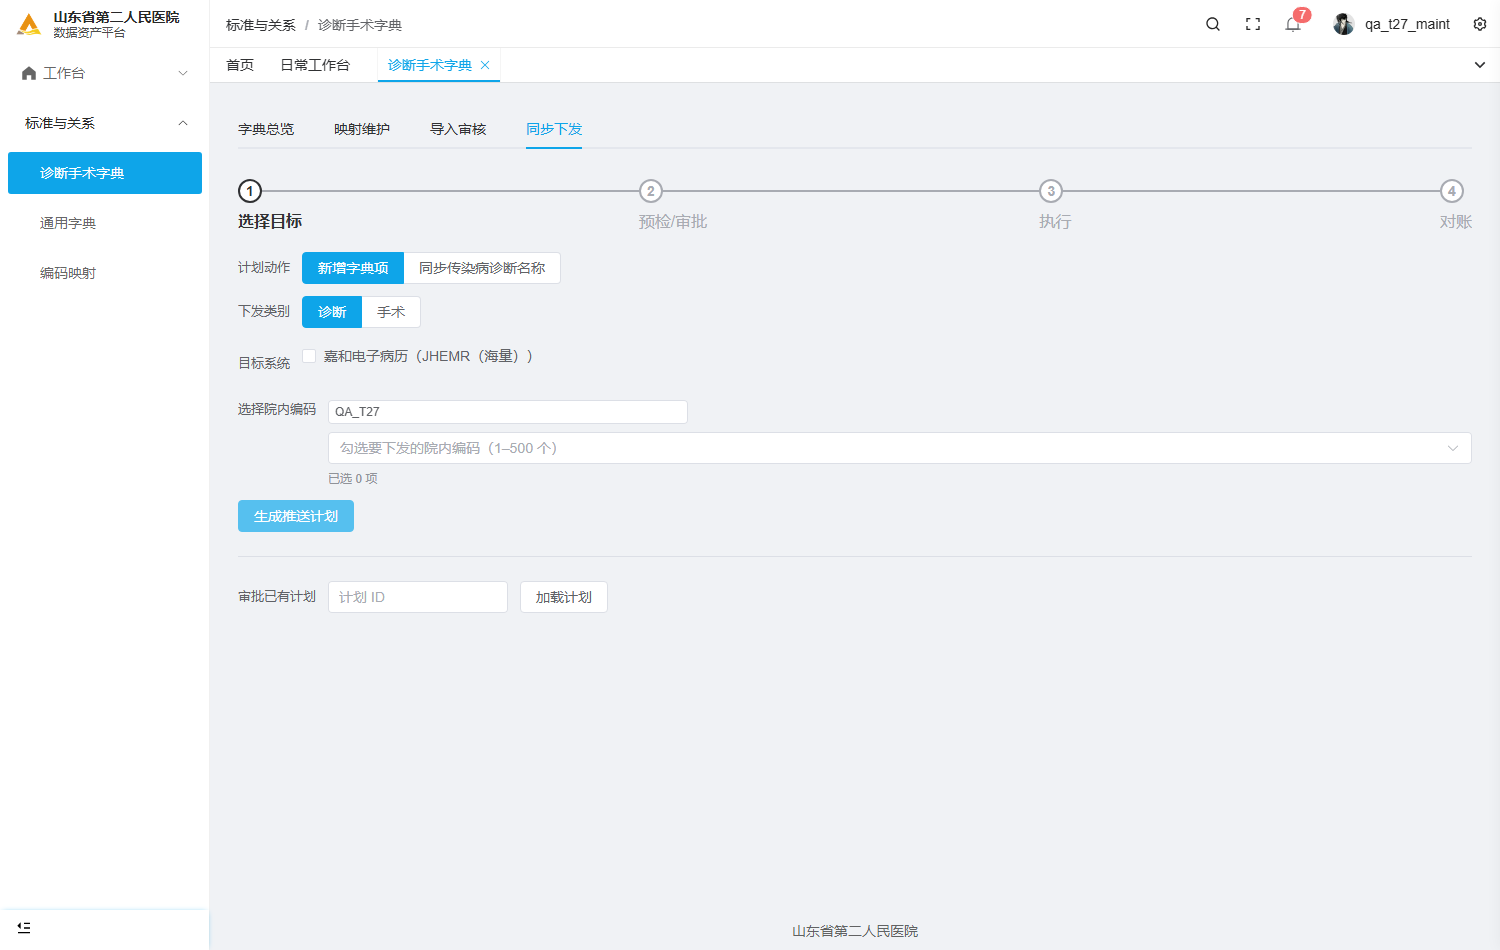 山东省第二人民医院
数据资产平台
标准与关系 / 诊断手术字典
7
qa_t27_maint
首页
日常工作台
诊断手术字典
工作台
标准与关系
诊断手术字典
通用字典
编码映射
字典总览
映射维护
导入审核
同步下发
1
2
3
4
选择目标
预检/审批
执行
对账
计划动作
新增字典项
同步传染病诊断名称
下发类别
诊断
手术
目标系统
嘉和电子病历（JHEMR（海量））
选择院内编码
QA_T27
勾选要下发的院内编码（1–500 个）
已选 0 项
生成推送计划
审批已有计划
计划 ID
加载计划
山东省第二人民医院